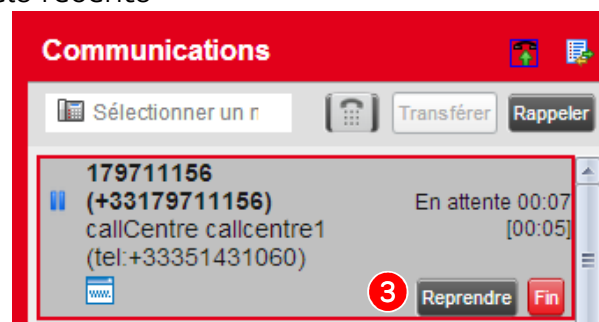 Communications
Sélectionner un r
Transférer
Rappeler
179711156
(+33179711156)
En attente 00:07
callCentre callcentre1
[00:05]
(tel:+33351431060)
www.
3
Reprendre
Fin